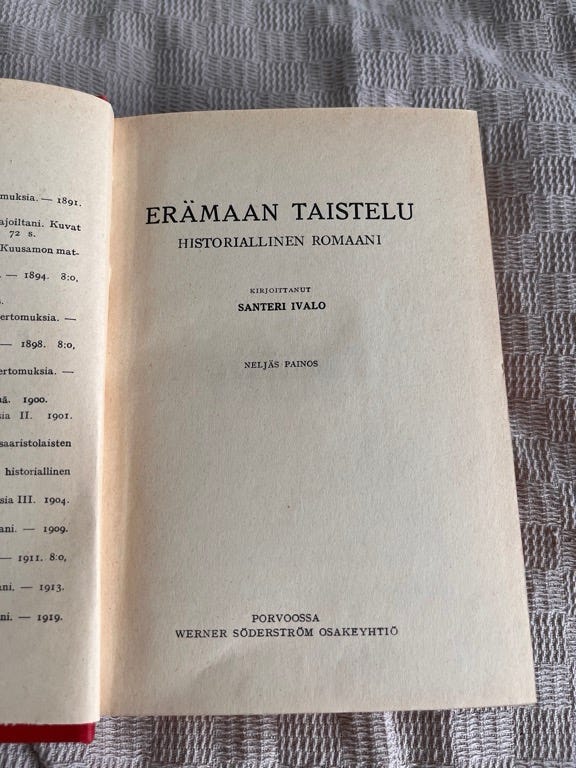 muksia. — 1891.
ajoiltani. Kuvat
72 s.
Kuusamon mat-
— 1894. 8:o,
s.
ertomuksia. —
— 1898. 8:o,
ertomuksia. —
1900.
sia II. 1901.
saaristolaisten
historiallinen
sia III. 1904.
ani. — 1909.
— 1911. 8:o,
ani. — 1913.
ni. — 1919.
ERÄMAAN TAISTELU
HISTORIALLINEN ROMAANI
KIRJOITTANUT
SANTERI IVALO
NELJÄS PAINOS
PORVOOSSA
WERNER SÖDERSTRÖM OSAKEYHTIÖ